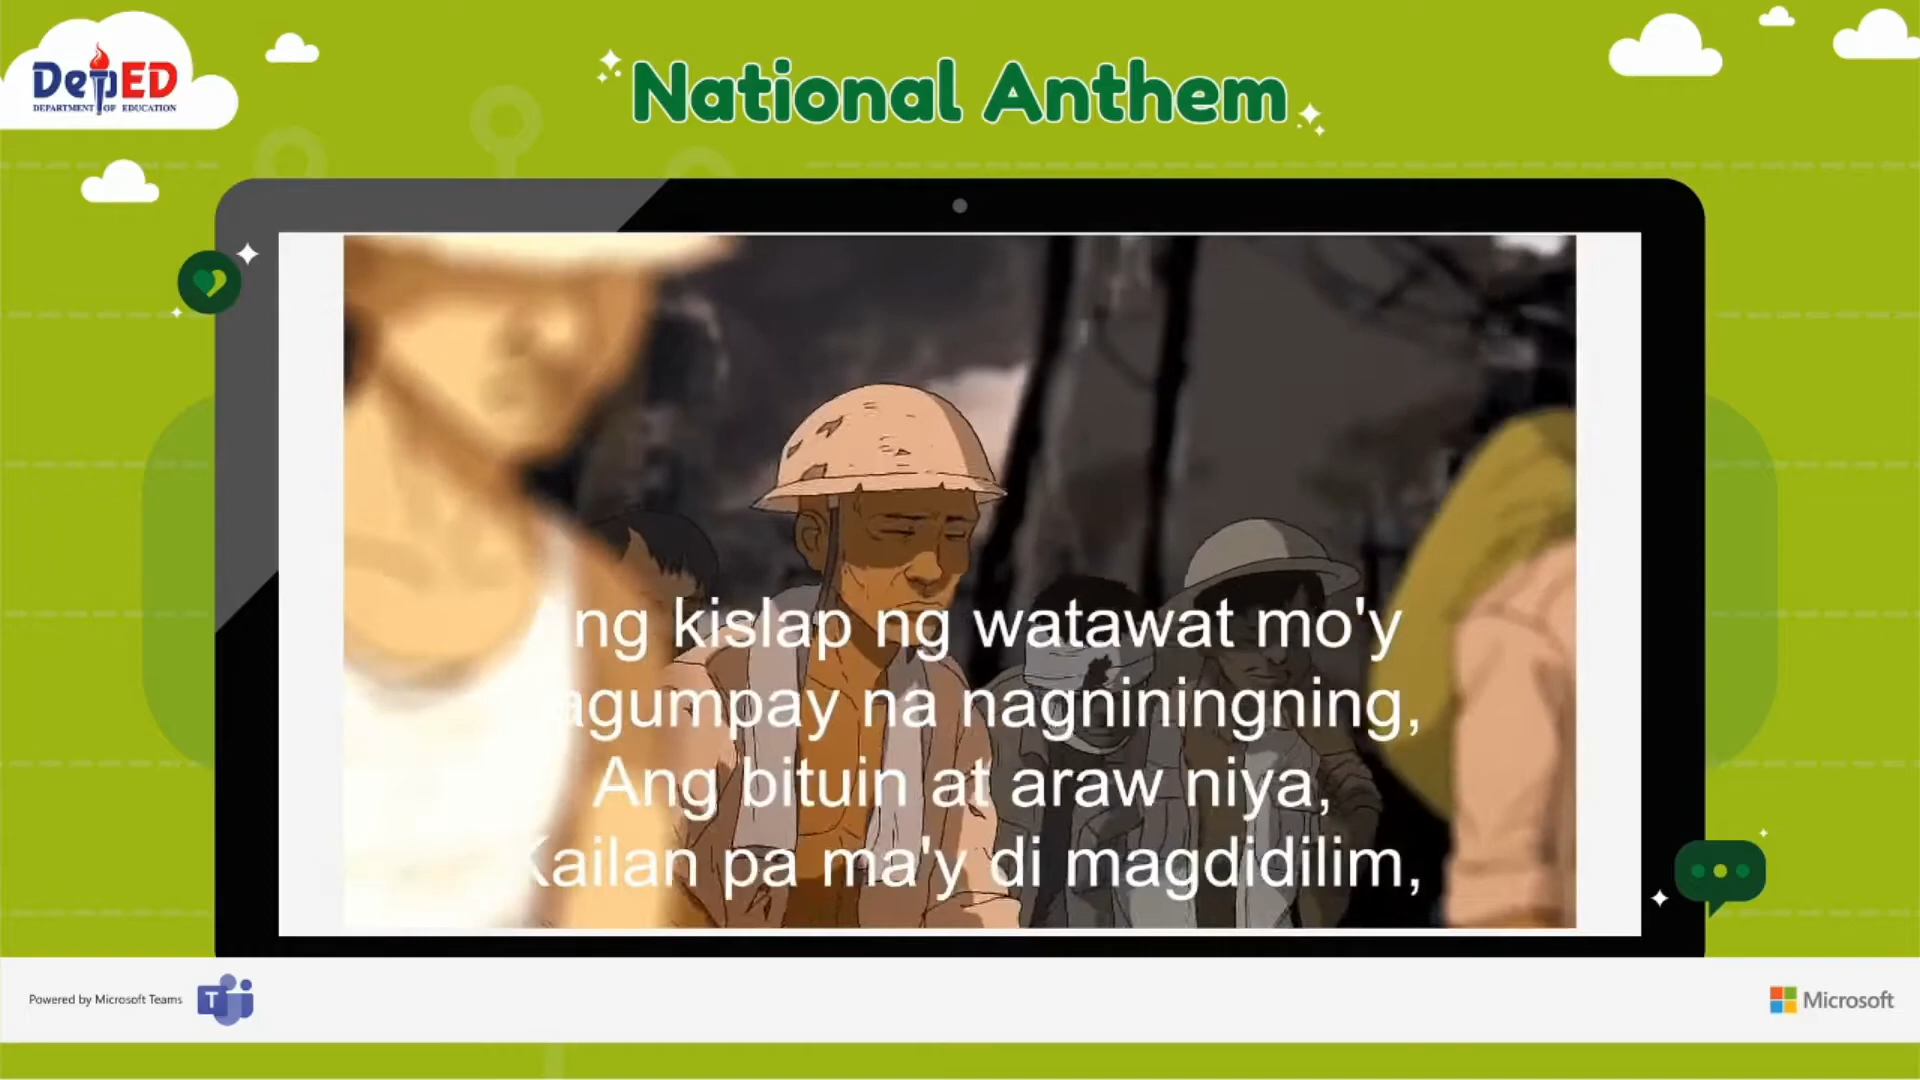 DepED
DEPARTMENT OF EDUCATION
National Anthem
ng kislap ng watawat mo'y
agumpay na nagniningning,
Ang bituin at araw niya,
Kailan pa ma'y di magdidilim,
Powered by Microsoft Teams
T
Microsoft